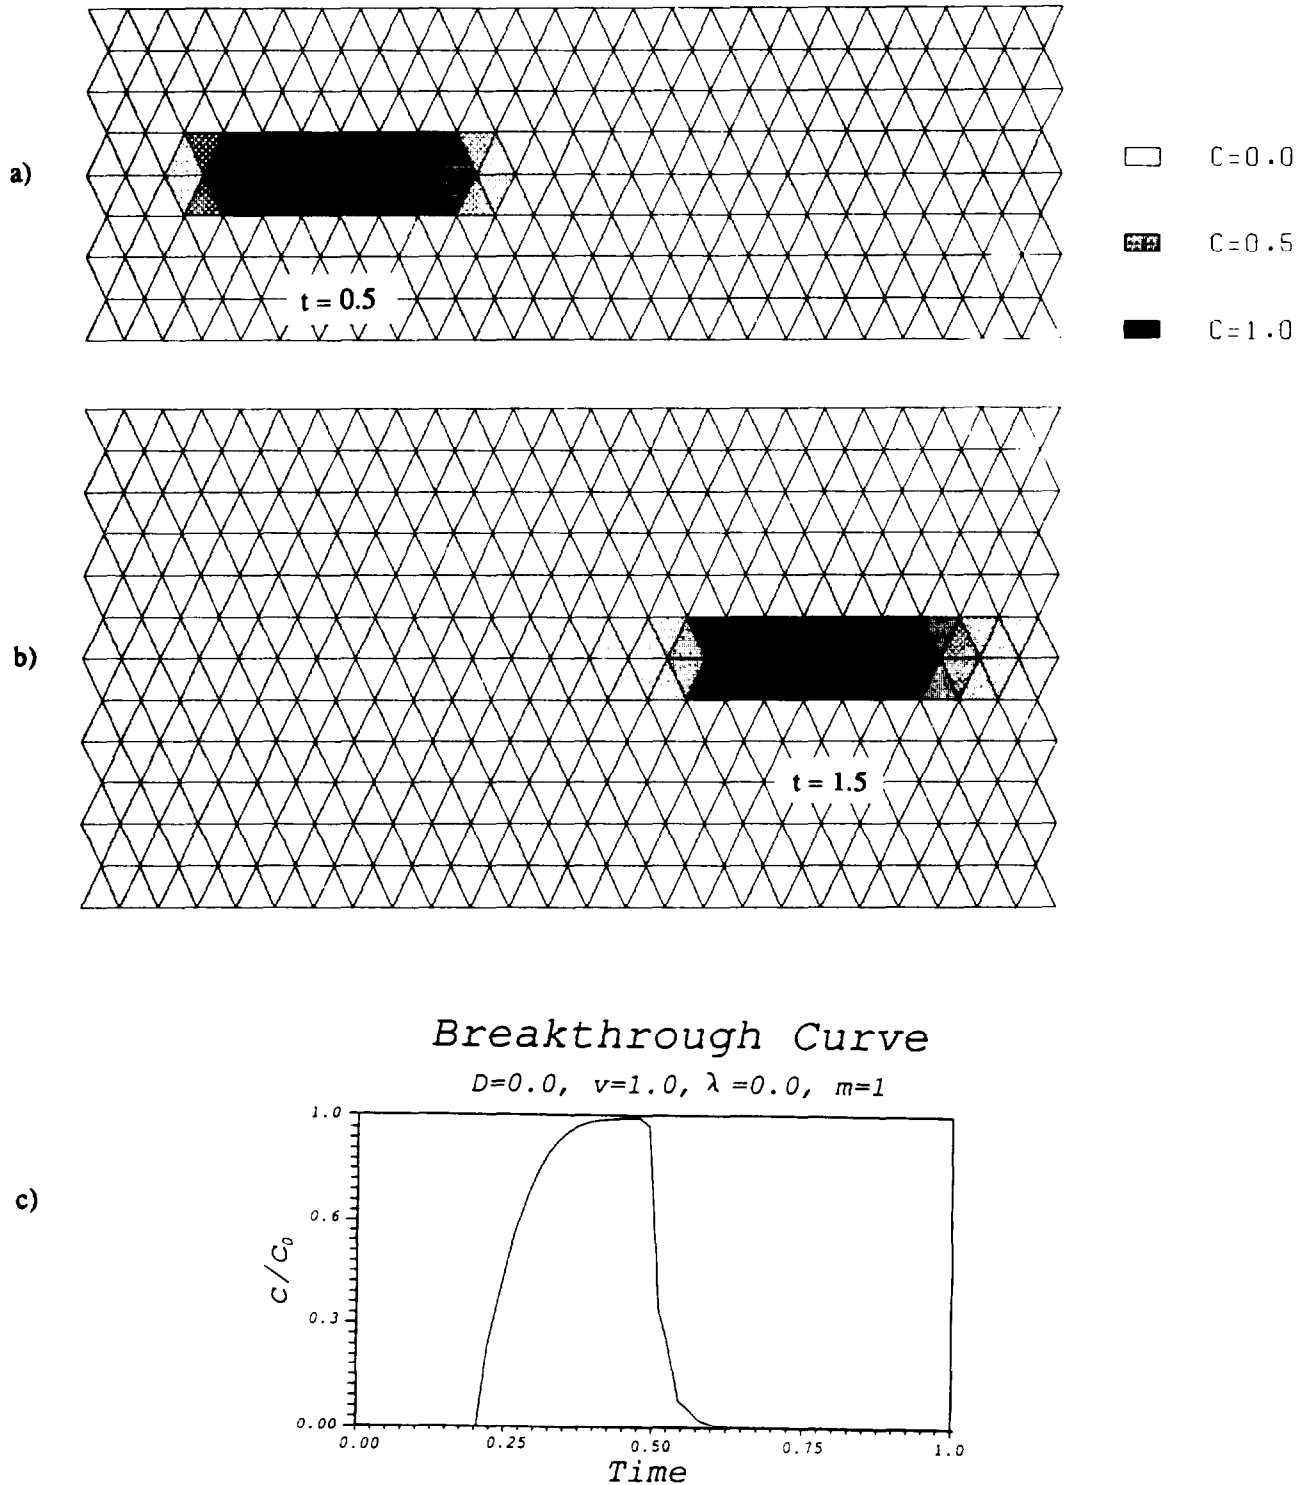 a)
C=0.0
C=0.5
C=1.0
t = 0.5
b)
t = 1.5
Breakthrough Curve
D=0.0, v=1.0, λ =0.0, m=1
c)
1.0
0.6
0.3
0.00
C/C₀
0.00 0.25 0.50 0.75 1.0
Time